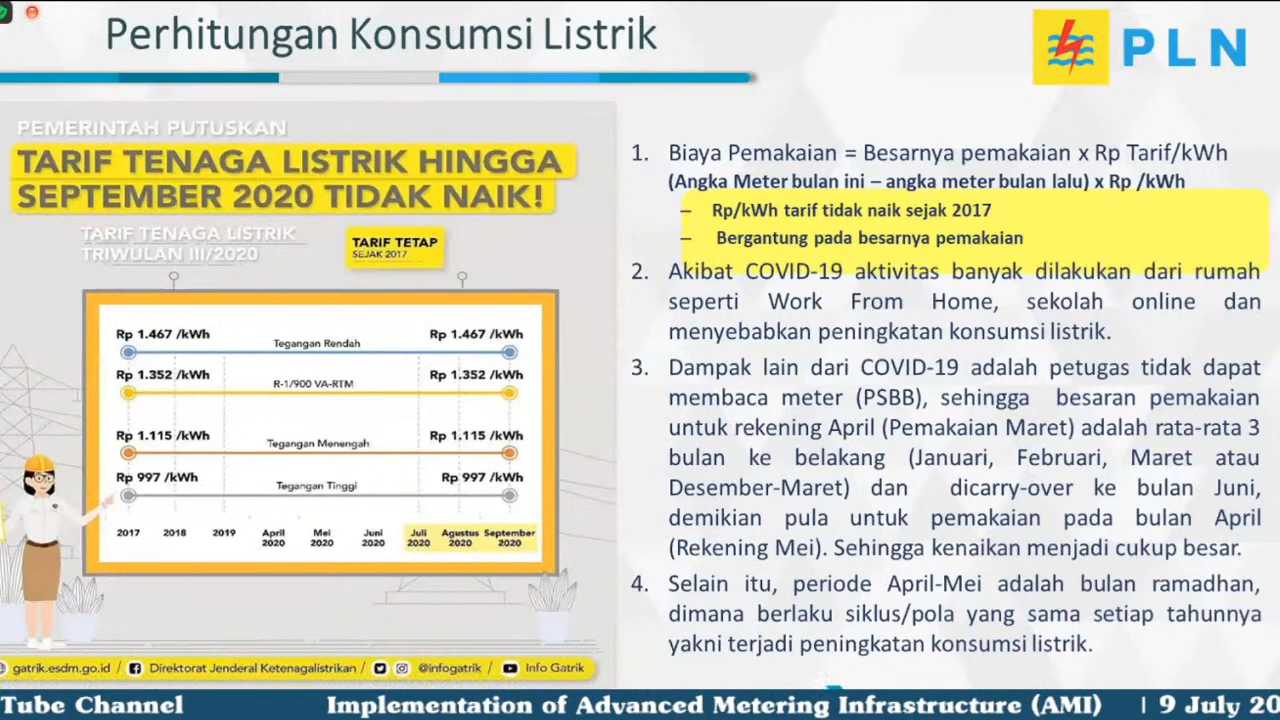 Perhitungan Konsumsi Listrik
PLN
PEMERINTAH PUTUSKAN
TARIF TENAGA LISTRIK HINGGA
SEPTEMBER 2020 TIDAK NAIK!
TARIF TENAGA LISTRIK
TRIWULAN III/2020
TARIF TETAP
SEJAK 2017
Rp 1.467 /kWh
Tegangan Rendah
Rp 1.467 /kWh
Rp 1.352 /kWh
R-1/900 VA-RTM
Rp 1.352 /kWh
Rp 1.115 /kWh
Tegangan Menengah
Rp 1.115 /kWh
Rp 997 /kWh
Tegangan Tinggi
Rp 997 /kWh
2017 2018 2019 April 2020 Mei 2020 Juni 2020 Juli 2020 Agustus 2020 September 2020
gatrik.esdm.go.id / Direktorat Jenderal Ketenagalistrikan / @infogatrik / Info Gatrik
1. Biaya Pemakaian = Besarnya pemakaian x Rp Tarif/kWh
(Angka Meter bulan ini – angka meter bulan lalu) x Rp /kWh
– Rp/kWh tarif tidak naik sejak 2017
– Bergantung pada besarnya pemakaian
2. Akibat COVID-19 aktivitas banyak dilakukan dari rumah
seperti Work From Home, sekolah online dan
menyebabkan peningkatan konsumsi listrik.
3. Dampak lain dari COVID-19 adalah petugas tidak dapat
membaca meter (PSBB), sehingga besaran pemakaian
untuk rekening April (Pemakaian Maret) adalah rata-rata 3
bulan ke belakang (Januari, Februari, Maret atau
Desember-Maret) dan dicarry-over ke bulan Juni,
demikian pula untuk pemakaian pada bulan April
(Rekening Mei). Sehingga kenaikan menjadi cukup besar.
4. Selain itu, periode April-Mei adalah bulan ramadhan,
dimana berlaku siklus/pola yang sama setiap tahunnya
yakni terjadi peningkatan konsumsi listrik.
Tube Channel Implementation of Advanced Metering Infrastructure (AMI) | 9 July 20